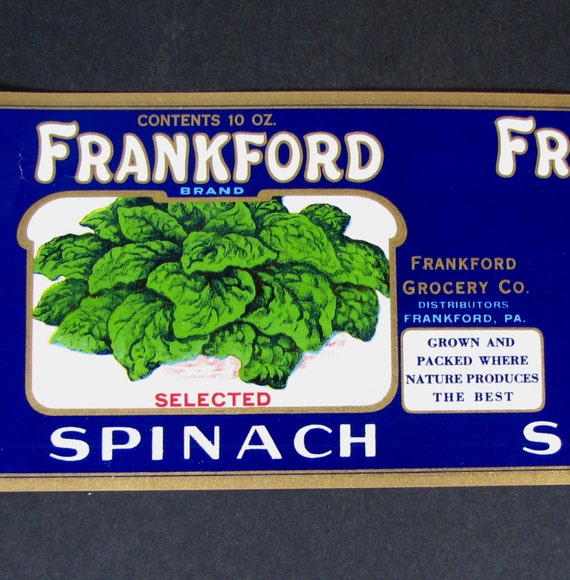 CONTENTS 10 OZ.
FRANKFORD
BRAND
SELECTED
SPINACH
FRANKFORD
GROCERY CO.
DISTRIBUTORS
FRANKFORD, PA.
GROWN AND
PACKED WHERE
NATURE PRODUCES
THE BEST
FR
S